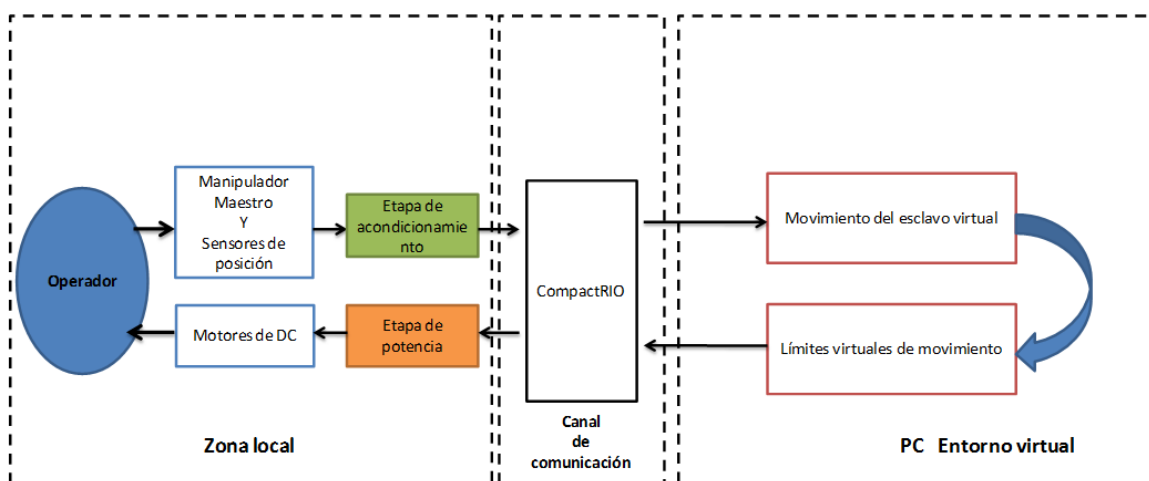 Operador
Manipulador
Maestro
Y
Sensores de
posición
Etapa de
acondicionamie
nto
Motores de DC
Etapa de
potencia
CompactRIO
Movimiento del esclavo virtual
Límites virtuales de movimiento
Zona local
Canal
de
comunicación
PC Entorno virtual